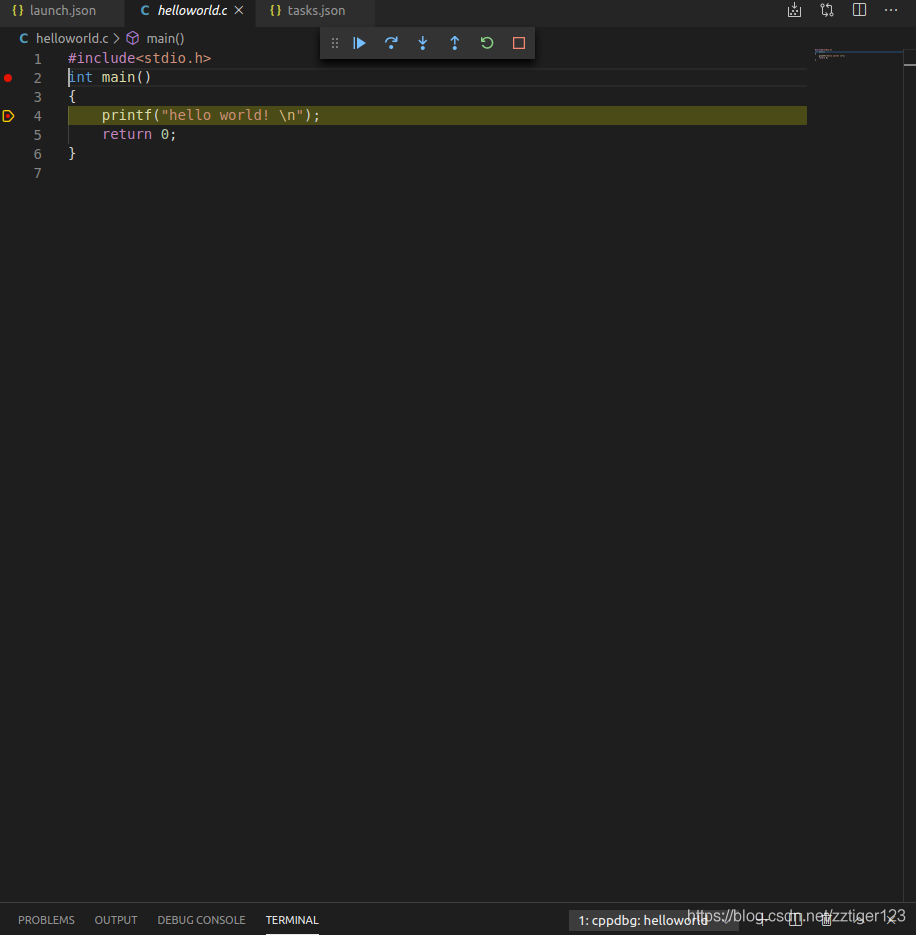 {} launch.json C helloworld.c {} tasks.json
C helloworld.c > main()
1 #include<stdio.h>
2 int main()
3 {
4 printf("hello world! \n");
5 return 0;
6 }
7
PROBLEMS OUTPUT DEBUG CONSOLE TERMINAL 1: cppdbg: helloworld
https://blog.csdn.net/zztiger123